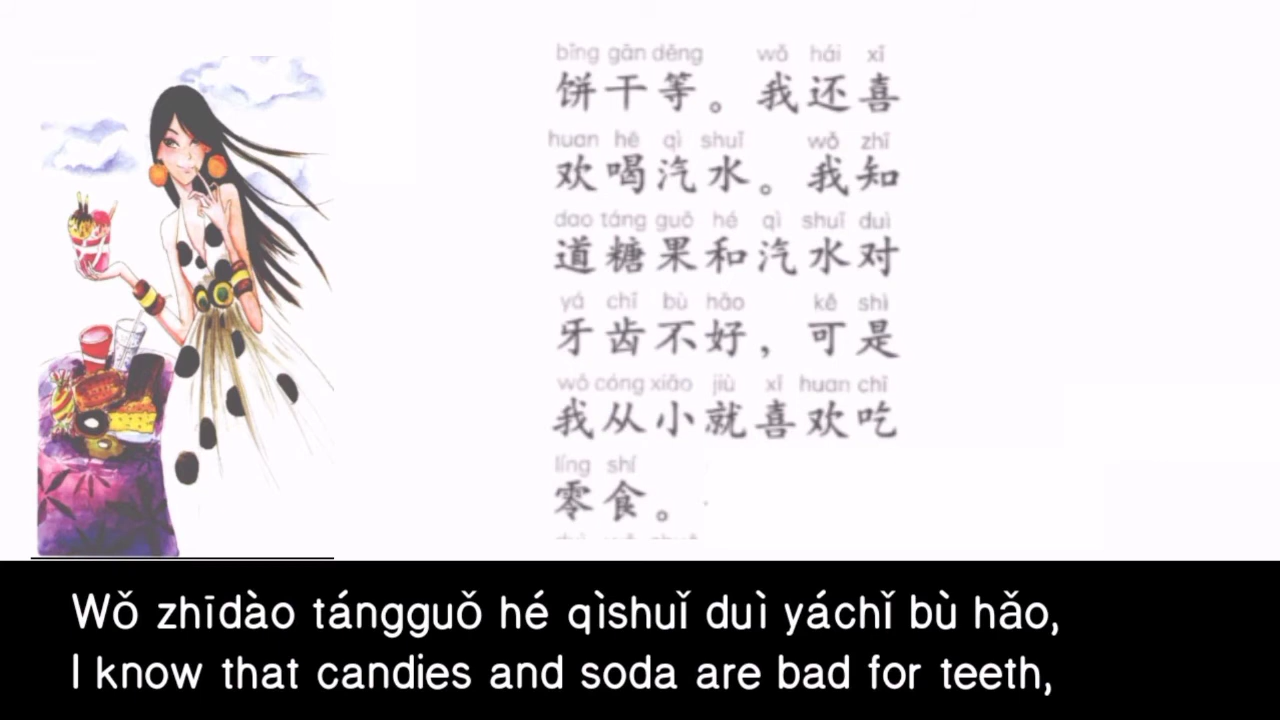 bǐng gān děng wǒ hái xǐ
饼干等。我还喜
huan hē qì shuǐ wǒ zhī
欢喝汽水。我知
dao táng guǒ hé qì shuǐ duì
道糖果和汽水对
yá chǐ bù hǎo kě shì
牙齿不好，可是
wǒ cóng xiǎo jiù xǐ huan chī
我从小就喜欢吃
líng shí
零食。
Wǒ zhīdào tángguǒ hé qìshuǐ duì yáchǐ bù hǎo,
I know that candies and soda are bad for teeth,